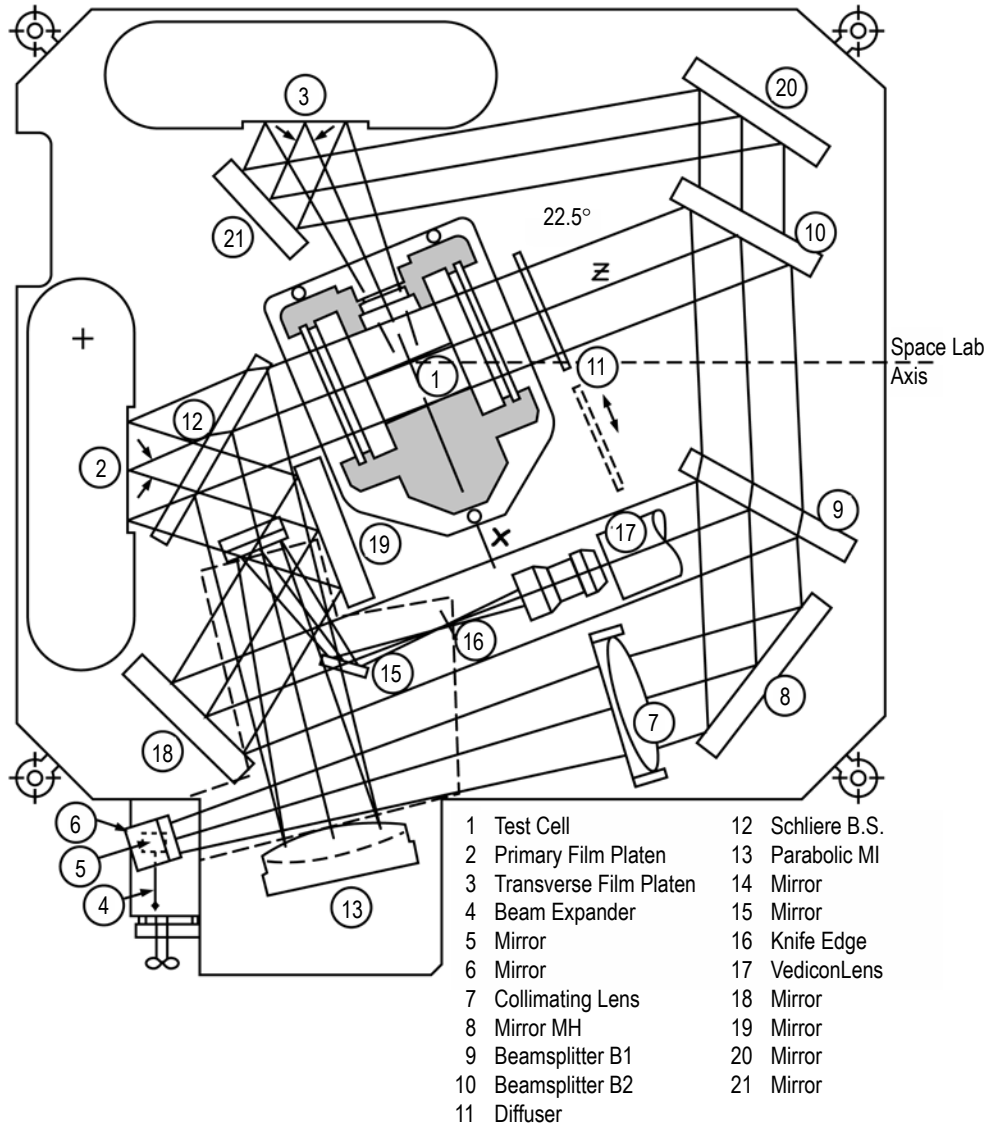 3
20
21
22.5°
10
Z
1
11
Space Lab
Axis
12
2
19
17
9
X
16
15
8
7
18
6
5
4
13
1 Test Cell
2 Primary Film Platen
3 Transverse Film Platen
4 Beam Expander
5 Mirror
6 Mirror
7 Collimating Lens
8 Mirror MH
9 Beamsplitter B1
10 Beamsplitter B2
11 Diffuser
12 Schliere B.S.
13 Parabolic MI
14 Mirror
15 Mirror
16 Knife Edge
17 VediconLens
18 Mirror
19 Mirror
20 Mirror
21 Mirror